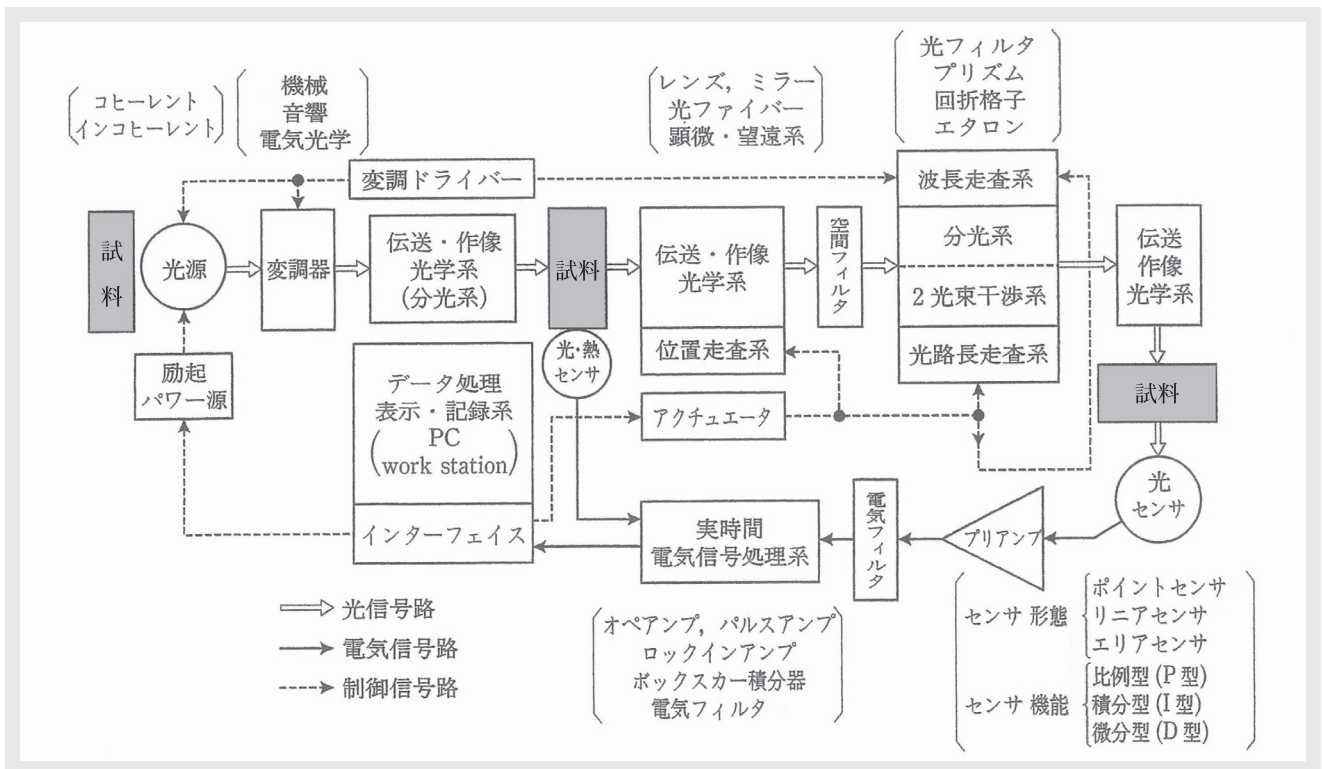 コヒーレント
インコヒーレント
機械
音響
電気光学
レンズ，ミラー
光ファイバー
顕微・望遠系
光フィルタ
プリズム
回折格子
エタロン
変調ドライバー
波長走査系
試料
光源
変調器
伝送・作像
光学系
(分光系)
試料
伝送・作像
光学系
空間フィルタ
分光系
2光束干渉系
伝送
作像
光学系
位置走査系
光路長走査系
励起
パワー源
光・熱
センサ
データ処理
表示・記録系
PC
(work station)
アクチュエータ
試料
光
センサ
インターフェイス
実時間
電気信号処理系
電気フィルタ
プリアンプ
光信号路
電気信号路
制御信号路
オペアンプ，パルスアンプ
ロックインアンプ
ボックスカー積分器
電気フィルタ
センサ 形態
ポイントセンサ
リニアセンサ
エリアセンサ
センサ 機能
比例型 (P 型)
積分型 (I 型)
微分型 (D 型)